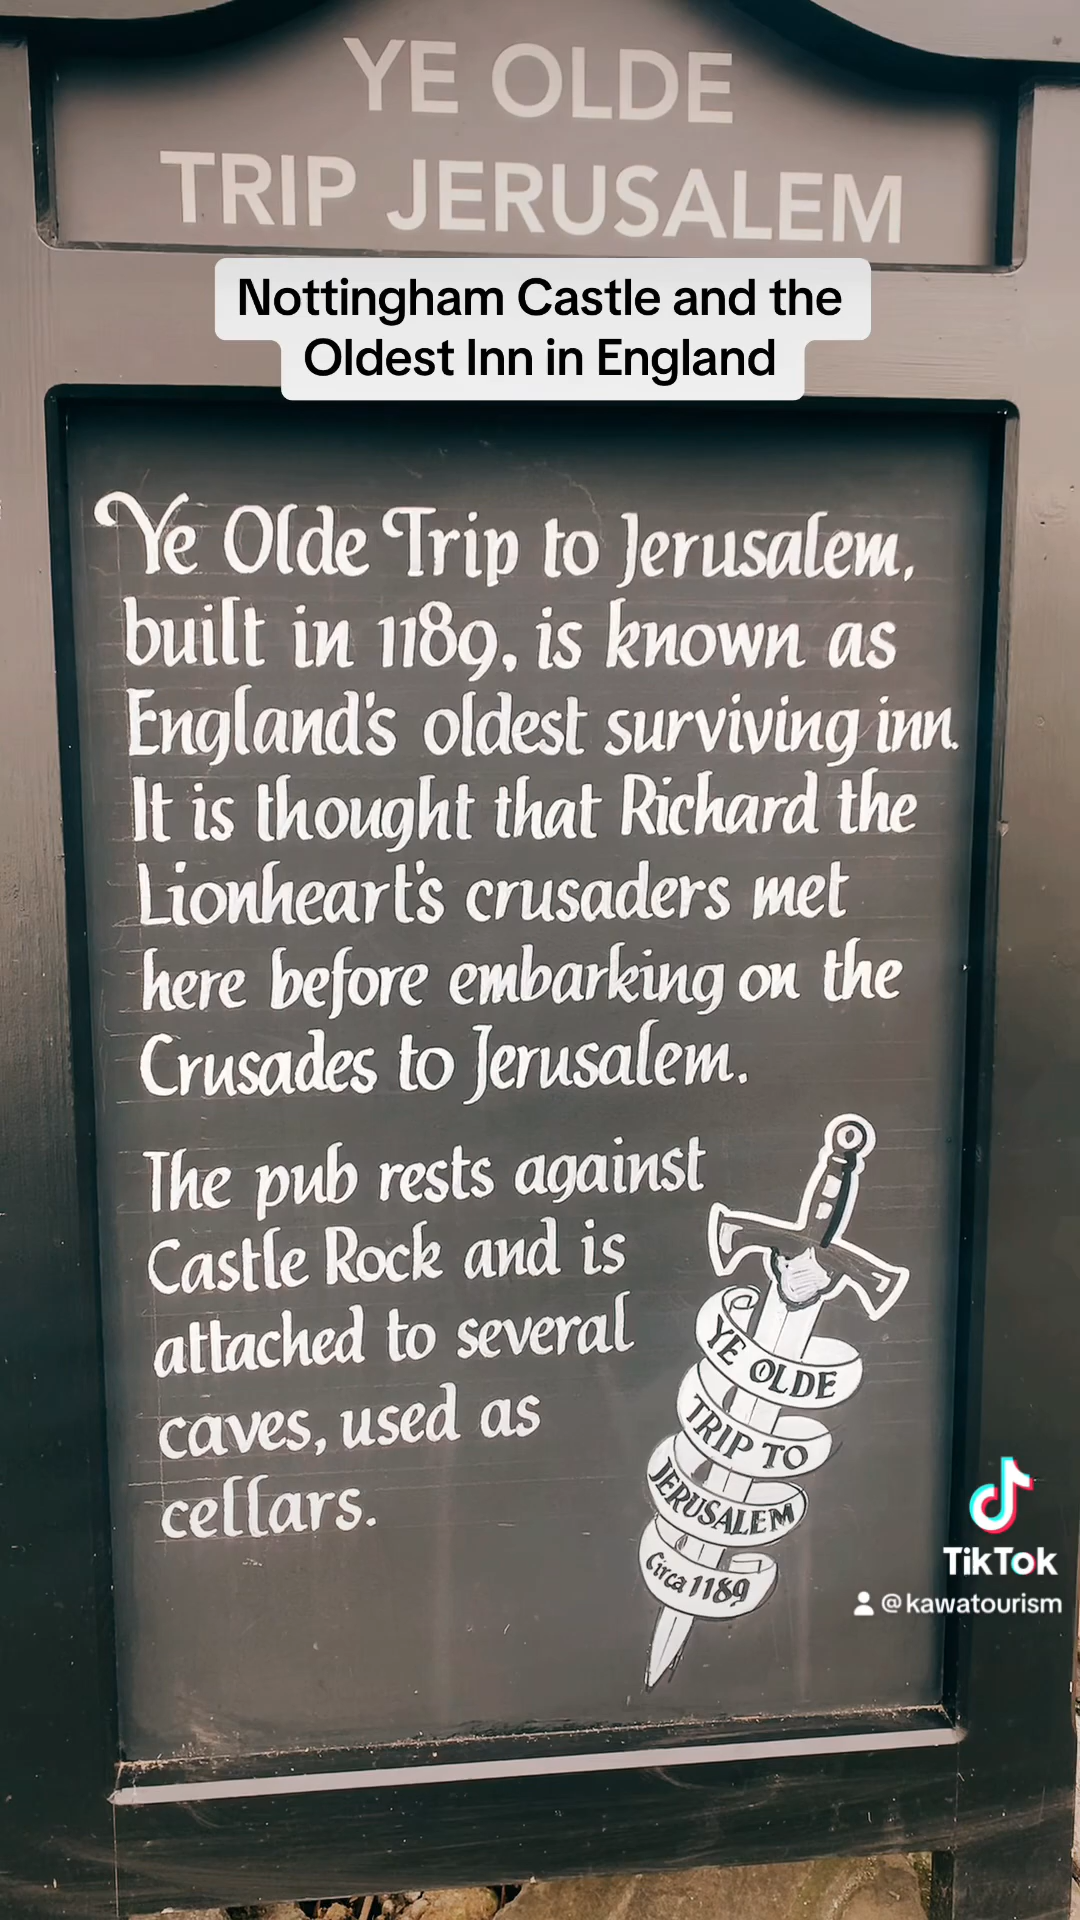 YE OLDE
TRIP JERUSALEM
Nottingham Castle and the
Oldest Inn in England
Ye Olde Trip to Jerusalem,
built in 1189, is known as
England's oldest surviving inn.
It is thought that Richard the
Lionheart's crusaders met
here before embarking on the
Crusades to Jerusalem.
The pub rests against
Castle Rock and is
attached to several
caves, used as
cellars.
YE OLDE
TRIP TO
JERUSALEM
Circa 1189
TikTok
@kawatourism